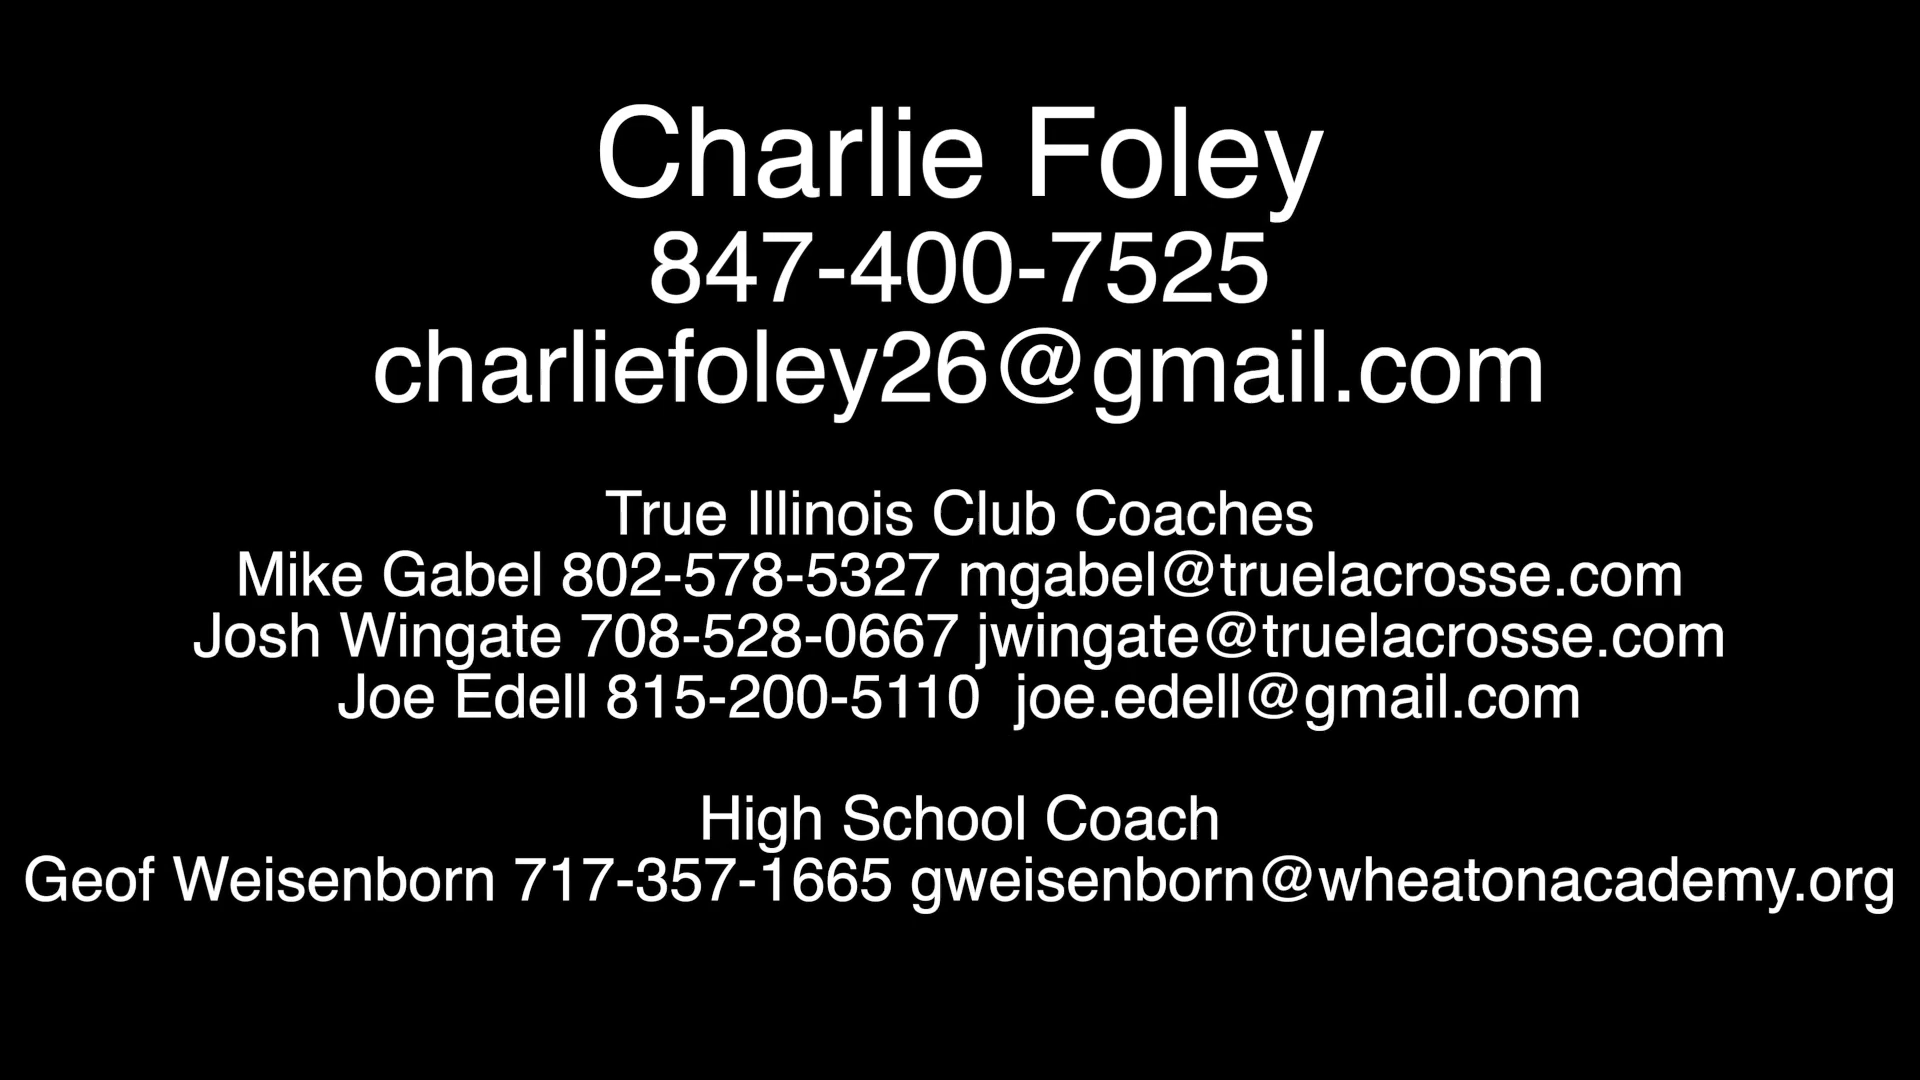 Charlie Foley
847-400-7525
charliefoley26@gmail.com
True Illinois Club Coaches
Mike Gabel 802-578-5327 mgabel@truelacrosse.com
Josh Wingate 708-528-0667 jwingate@truelacrosse.com
Joe Edell 815-200-5110  joe.edell@gmail.com
High School Coach
Geof Weisenborn 717-357-1665 gweisenborn@wheatonacademy.org